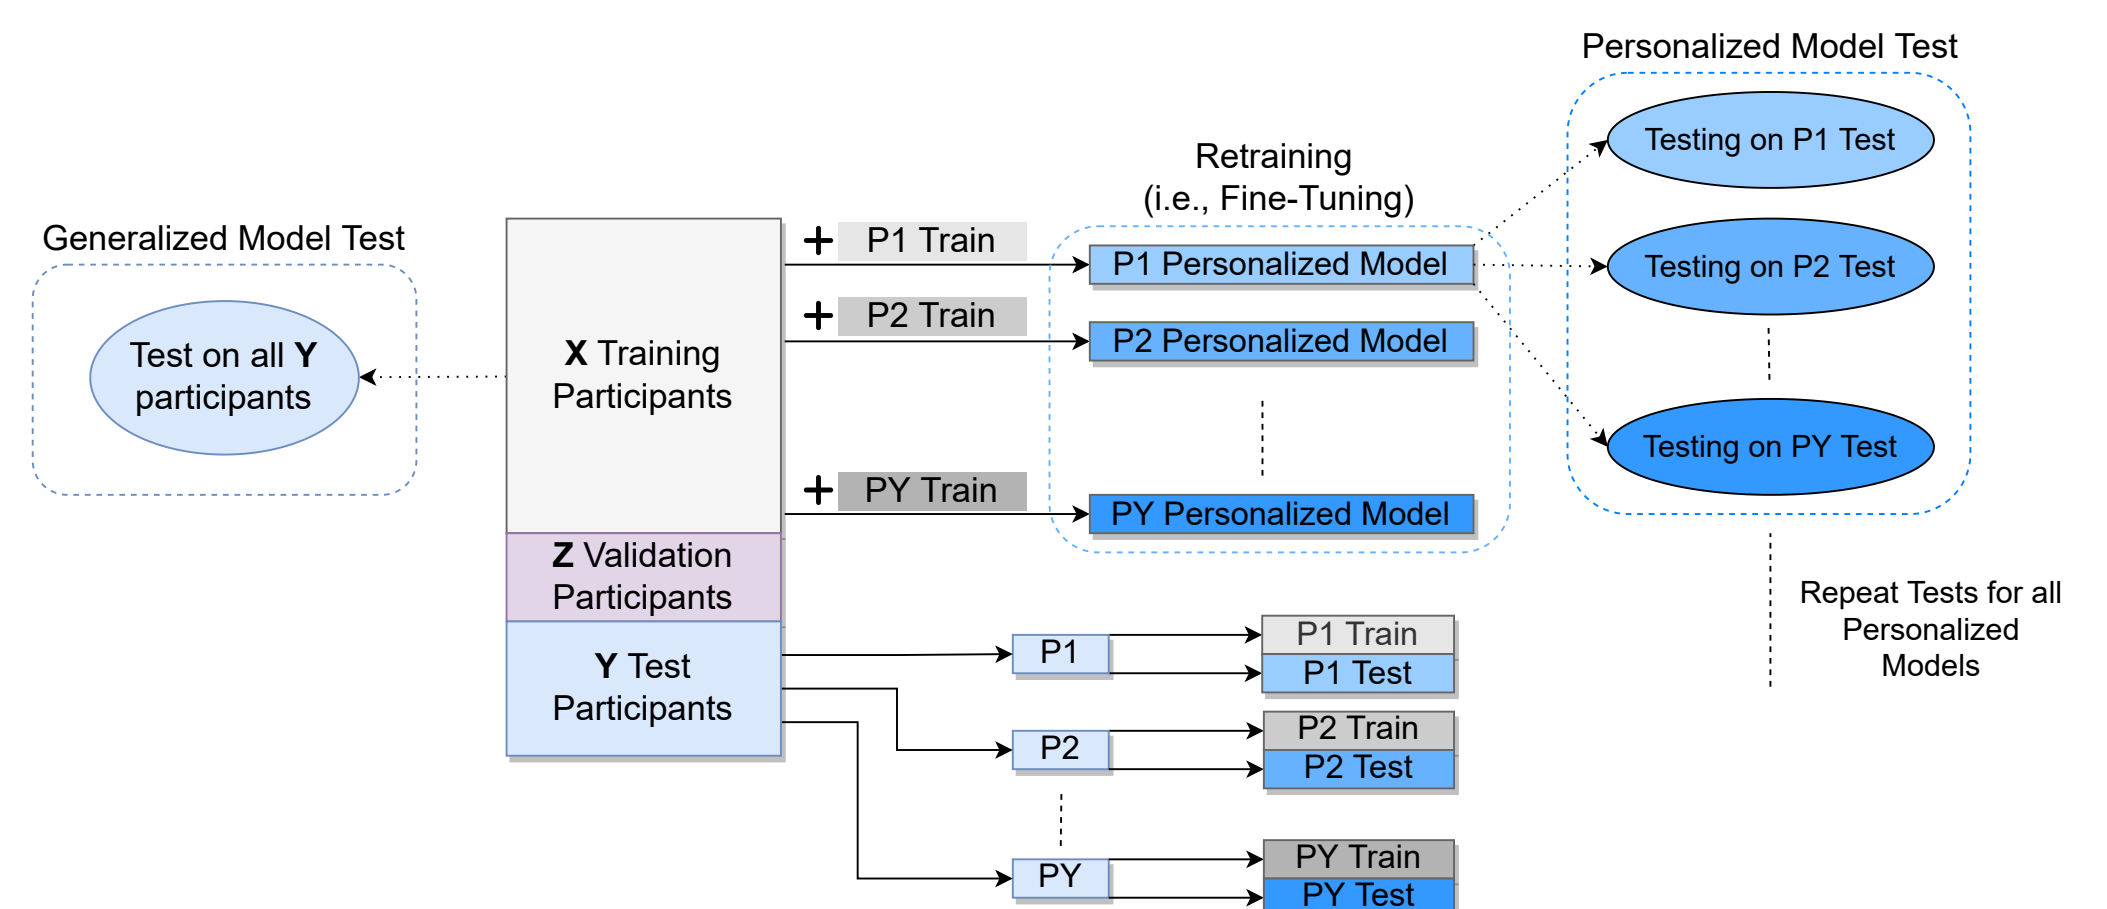 Personalized Model Test
Testing on P1 Test
Testing on P2 Test
Testing on PY Test
Repeat Tests for all
Personalized
Models
Retraining
(i.e., Fine-Tuning)
P1 Personalized Model
P2 Personalized Model
PY Personalized Model
+ P1 Train
+ P2 Train
+ PY Train
Generalized Model Test
Test on all Y
participants
X Training
Participants
Z Validation
Participants
Y Test
Participants
P1
P1 Train
P1 Test
P2
P2 Train
P2 Test
PY
PY Train
PY Test